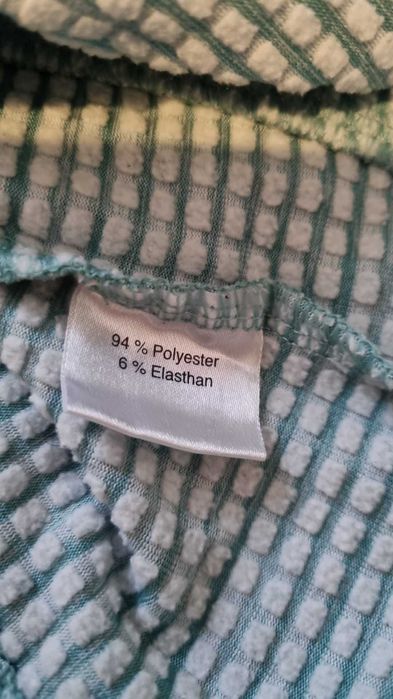 94 % Polyester
6 % Elasthan